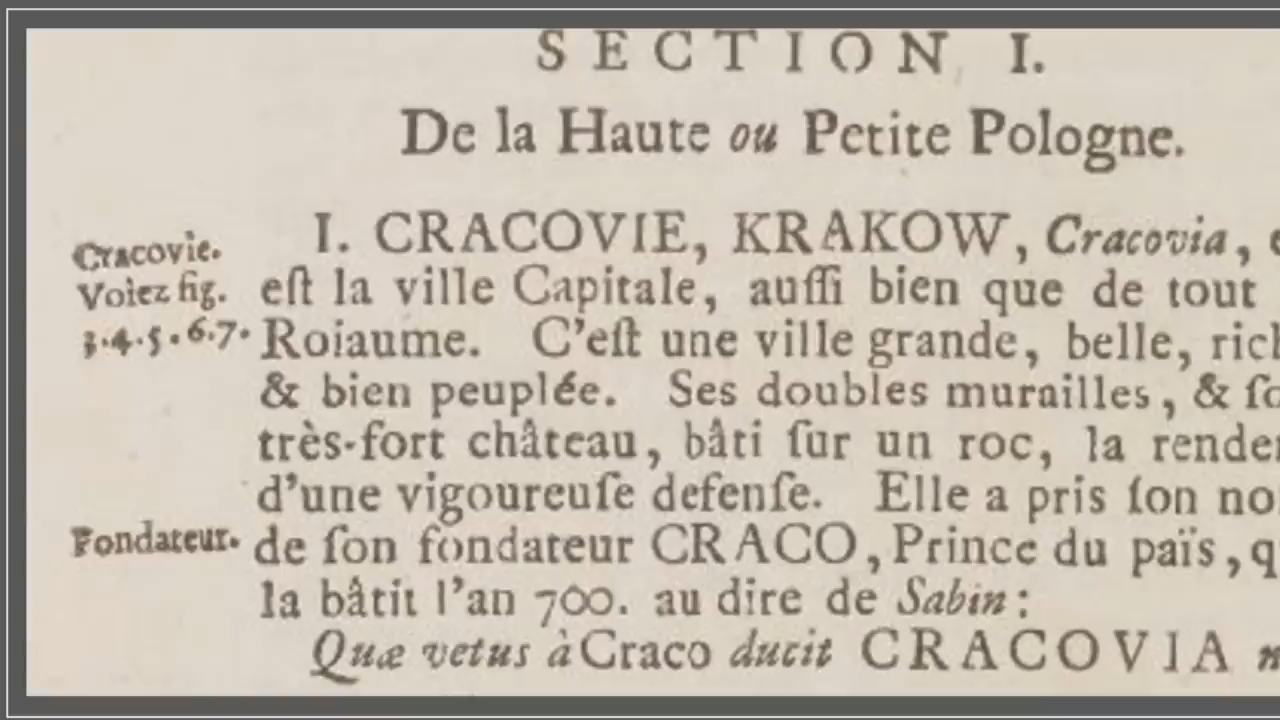 SECTION I.
De la Haute ou Petite Pologne.
I. CRACOVIE, KRAKOW, Cracovia,
Cracovie.
Voiez fig.
3.4.5.6.7.
eſt la ville Capitale, auſſi bien que de tout
Roiaume. C'eſt une ville grande, belle,
& bien peuplée. Ses doubles murailles, &
très-fort château, bâti ſur un roc, la
d'une vigoureuſe defenſe. Elle a pris ſon
Fondateur.
de ſon fondateur CRACO, Prince du païs,
la bâtit l'an 700. au dire de Sabin:
Quæ vetus à Craco ducit CRACOVIA